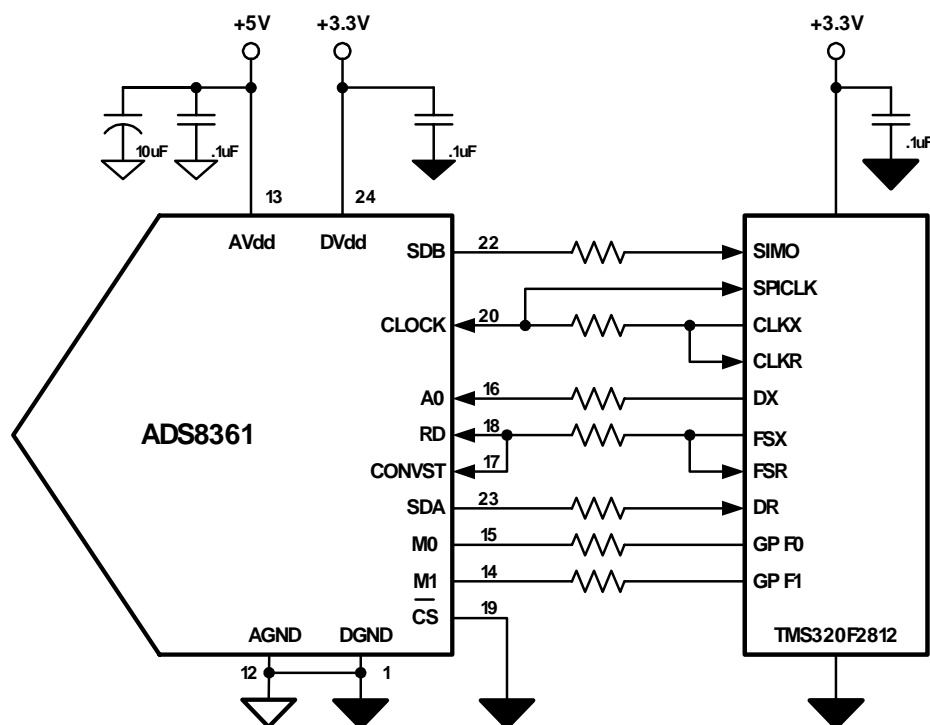 +5V +3.3V +3.3V
10uF .1uF .1uF .1uF
13 24
AVdd DVdd
SDB 22 SIMO
SPICLK
CLOCK 20 CLKX
CLKR
A0 16 DX
ADS8361 RD 18 FSX
CONVST 17 FSR
SDA 23 DR
M0 15 GP F0
M1 14 GP F1
CS 19
AGND DGND TMS320F2812
12 1